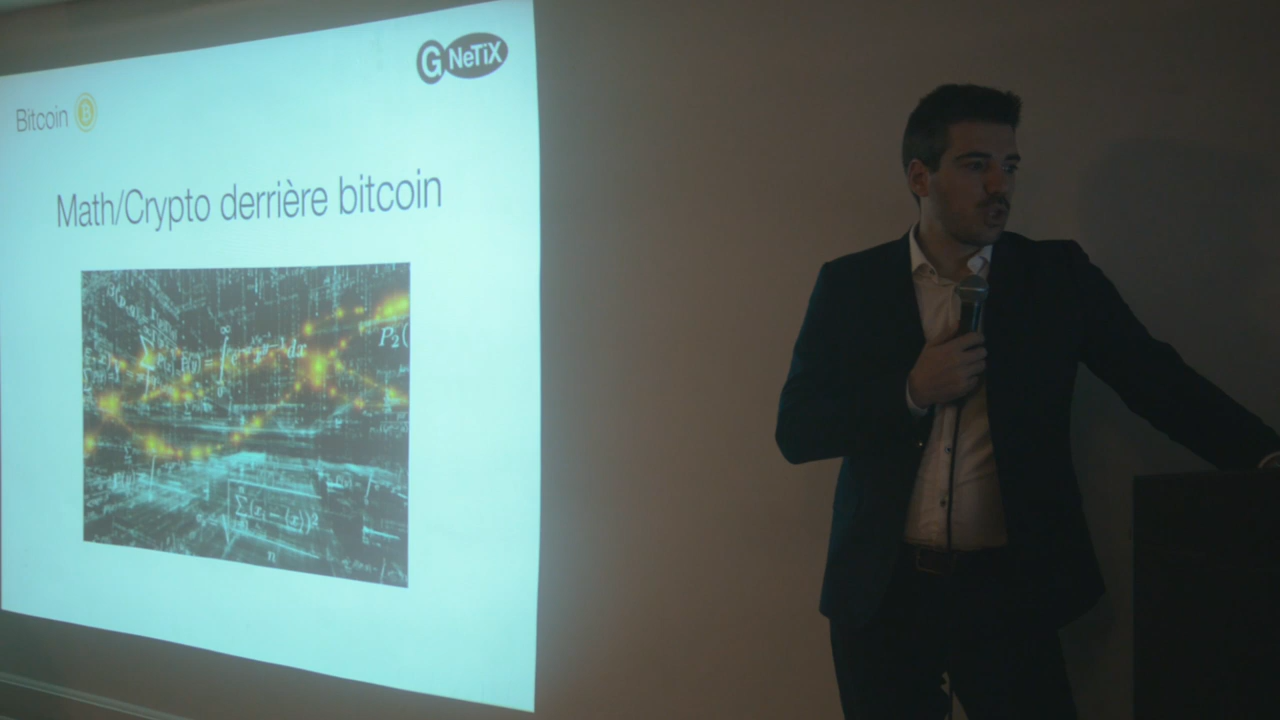 G NeTiX
Bitcoin
Math/Crypto derrière bitcoin
P₂(
n